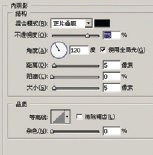 内阴影
结构
混合模式(B): 正片叠底
不透明度(O): 75 %
角度(A): 120 度 使用全局光(G)
距离(D): 5 像素
阻塞(C): 0 %
大小(S): 5 像素
品质
等高线: 消除锯齿(L)
杂色(N): 0 %